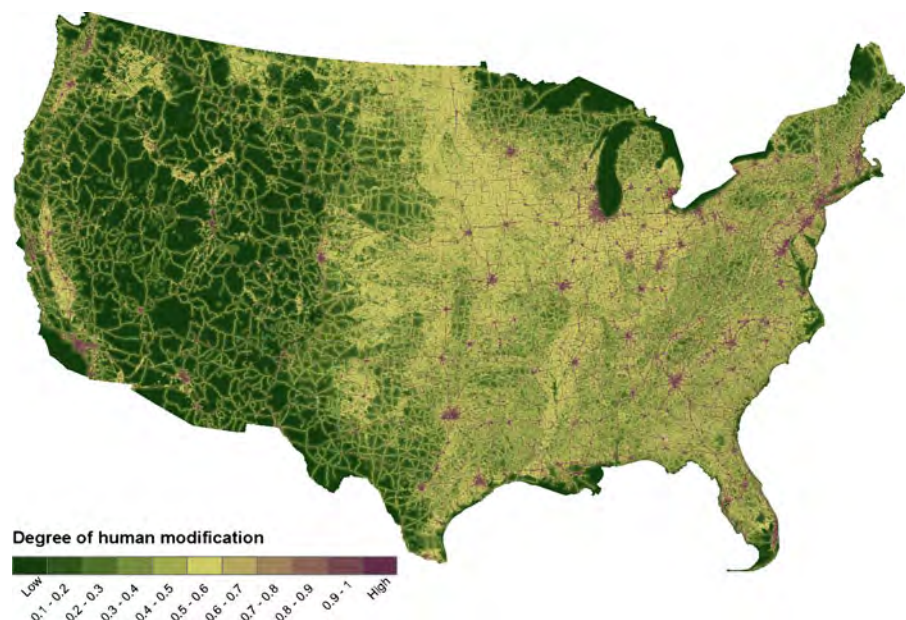 Degree of human modification
Low
0.1 - 0.2
0.2 - 0.3
0.3 - 0.4
0.4 - 0.5
0.5 - 0.6
0.6 - 0.7
0.7 - 0.8
0.8 - 0.9
0.9 - 1
High